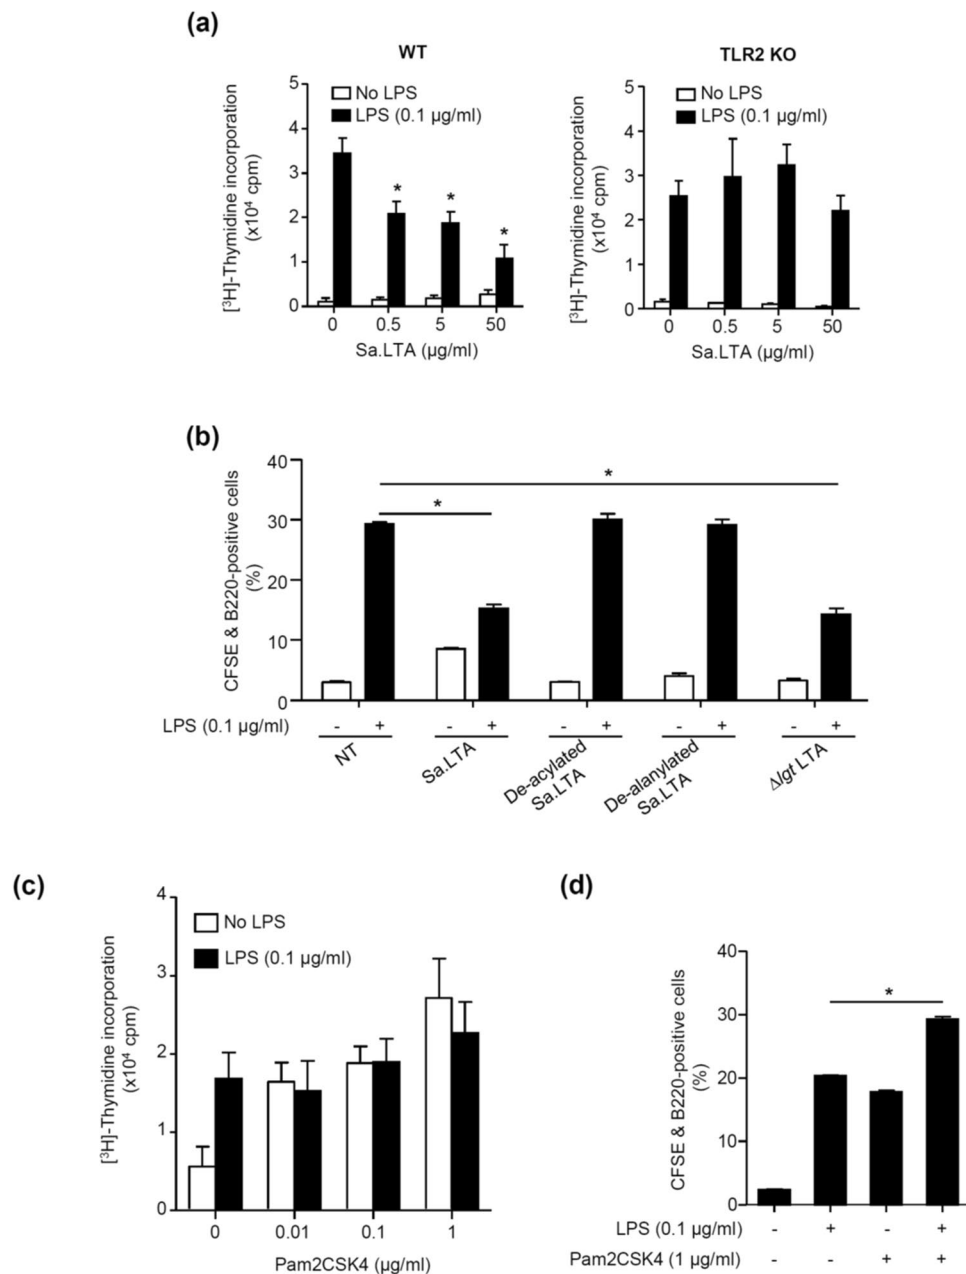 (a)
WT
[³H]-Thymidine incorporation
(x10⁴ cpm)
5
4
3
2
1
0
No LPS
LPS (0.1 µg/ml)
*
*
*
0 0.5 5 50
Sa.LTA (µg/ml)
TLR2 KO
[³H]-Thymidine incorporation
(x10⁴ cpm)
5
4
3
2
1
0
No LPS
LPS (0.1 µg/ml)
0 0.5 5 50
Sa.LTA (µg/ml)
(b)
CFSE & B220-positive cells
(%)
40
30
20
10
0
*
*
LPS (0.1 µg/ml) - + - + - + - + - +
NT
Sa.LTA
De-acylated
Sa.LTA
De-alanylated
Sa.LTA
Δlgt LTA
(c)
[³H]-Thymidine incorporation
(x10⁴ cpm)
4
3
2
1
0
No LPS
LPS (0.1 µg/ml)
0 0.01 0.1 1
Pam2CSK4 (µg/ml)
(d)
CFSE & B220-positive cells
(%)
40
30
20
10
0
*
LPS (0.1 µg/ml) - + - +
Pam2CSK4 (1 µg/ml) - - + +